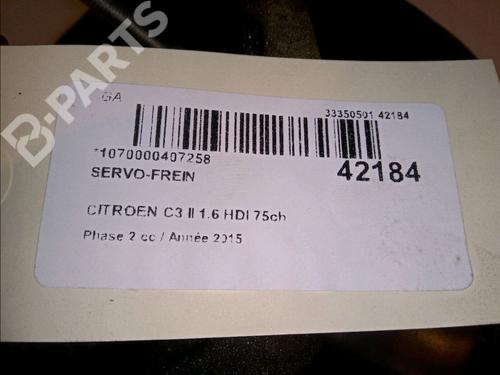 B-PARTS
GA
33350501 42184
*1070000407258
42184
SERVO-FREIN
CITROEN C3 II 1.6 HDI 75ch
Phase 2 cc / Année 2015